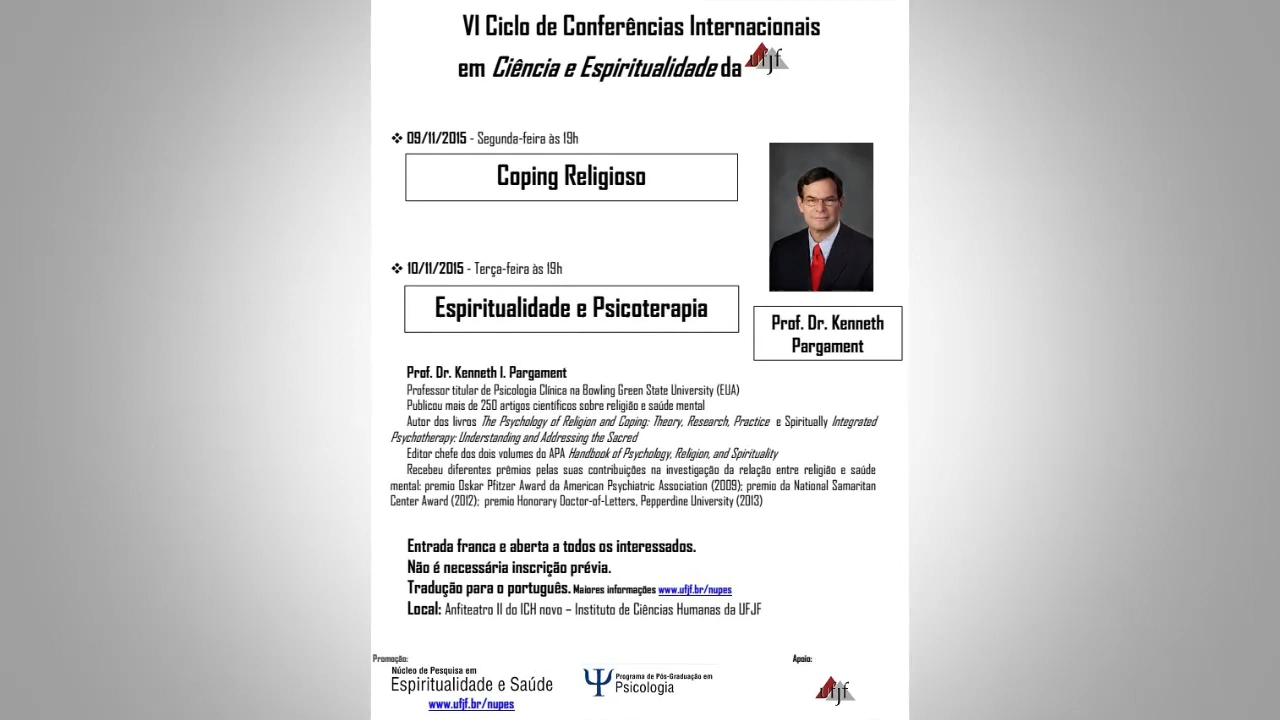 VI Ciclo de Conferências Internacionais
em Ciência e Espiritualidade da ufjf
❖ 09/11/2015 - Segunda-feira às 19h
Coping Religioso
❖ 10/11/2015 - Terça-feira às 19h
Espiritualidade e Psicoterapia
Prof. Dr. Kenneth
Pargament
Prof. Dr. Kenneth I. Pargament
Professor titular de Psicologia Clínica na Bowling Green State University (EUA)
Publicou mais de 250 artigos científicos sobre religião e saúde mental
Autor dos livros The Psychology of Religion and Coping: Theory, Research, Practice e Spiritually Integrated
Psychotherapy: Understanding and Addressing the Sacred
Editor chefe dos dois volumes do APA Handbook of Psychology, Religion, and Spirituality
Recebeu diferentes prêmios pelas suas contribuições na investigação da relação entre religião e saúde
mental: premio Oskar Pfitzer Award da American Psychiatric Association (2009); premio da National Samaritan
Center Award (2012); premio Honorary Doctor-of-Letters, Pepperdine University (2013)
Entrada franca e aberta a todos os interessados.
Não é necessária inscrição prévia.
Tradução para o português. Maiores informações www.ufjf.br/nupes
Local: Anfiteatro II do ICH novo – Instituto de Ciências Humanas da UFJF
Promoção:
Núcleo de Pesquisa em
Espiritualidade e Saúde
www.ufjf.br/nupes
Programa de Pós-Graduação em
Psicologia
Apoio:
ufjf